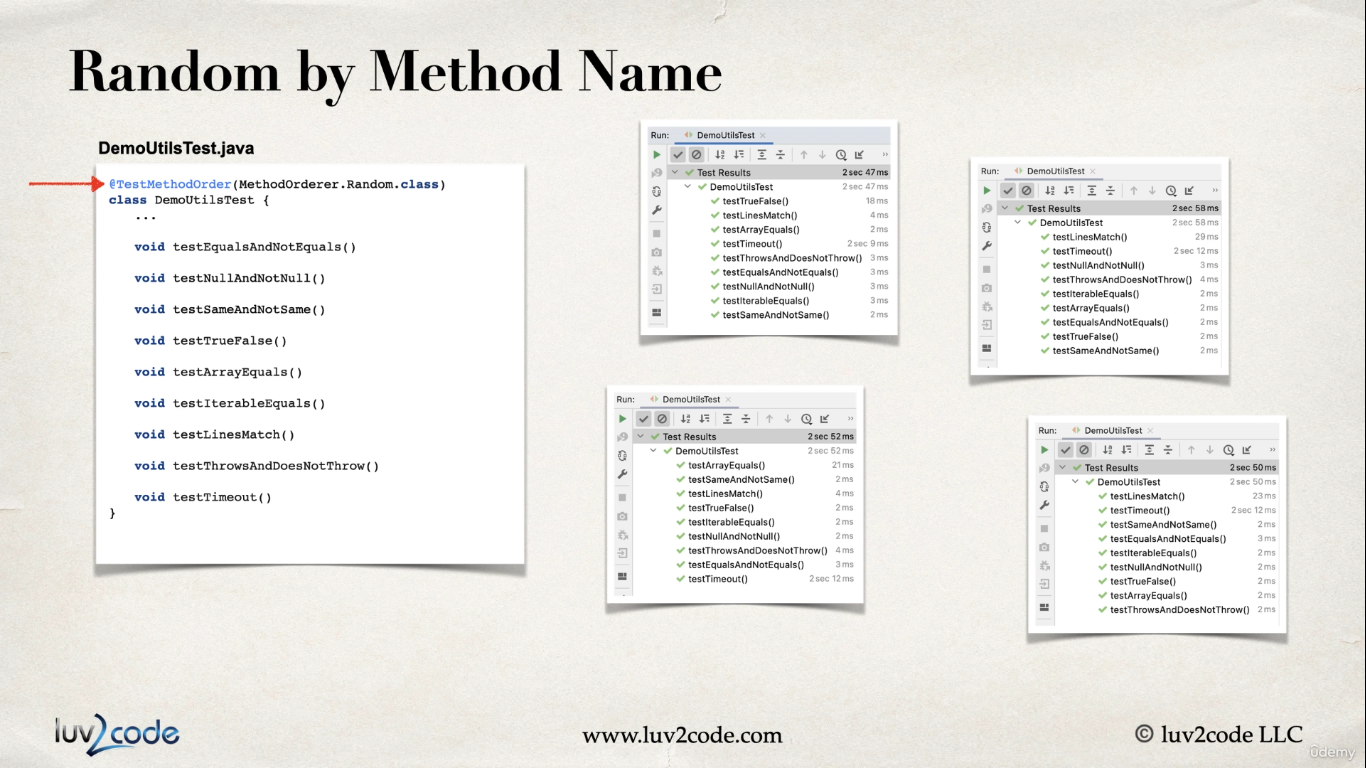 Random by Method Name
DemoUtilsTest.java
@TestMethodOrder(MethodOrderer.Random.class)
class DemoUtilsTest {
...
void testEqualsAndNotEquals()
void testNullAndNotNull()
void testSameAndNotSame()
void testTrueFalse()
void testArrayEquals()
void testIterableEquals()
void testLinesMatch()
void testThrowsAndDoesNotThrow()
void testTimeout()
}
Run: DemoUtilsTest
Test Results 2 sec 47 ms
DemoUtilsTest 2 sec 47 ms
testTrueFalse() 18 ms
testLinesMatch() 4 ms
testArrayEquals() 2 ms
testTimeout() 2 sec 9 ms
testThrowsAndDoesNotThrow() 3 ms
testEqualsAndNotEquals() 3 ms
testNullAndNotNull() 3 ms
testIterableEquals() 3 ms
testSameAndNotSame() 2 ms
Run: DemoUtilsTest
Test Results 2 sec 58 ms
DemoUtilsTest 2 sec 58 ms
testLinesMatch() 29 ms
testTimeout() 2 sec 12 ms
testNullAndNotNull() 3 ms
testThrowsAndDoesNotThrow() 4 ms
testIterableEquals() 2 ms
testArrayEquals() 2 ms
testEqualsAndNotEquals() 2 ms
testTrueFalse() 2 ms
testSameAndNotSame() 2 ms
Run: DemoUtilsTest
Test Results 2 sec 52 ms
DemoUtilsTest 2 sec 52 ms
testArrayEquals() 21 ms
testSameAndNotSame() 2 ms
testLinesMatch() 4 ms
testTrueFalse() 2 ms
testIterableEquals() 2 ms
testNullAndNotNull() 2 ms
testThrowsAndDoesNotThrow() 4 ms
testEqualsAndNotEquals() 3 ms
testTimeout() 2 sec 12 ms
Run: DemoUtilsTest
Test Results 2 sec 50 ms
DemoUtilsTest 2 sec 50 ms
testLinesMatch() 23 ms
testTimeout() 2 sec 12 ms
testSameAndNotSame() 2 ms
testEqualsAndNotEquals() 3 ms
testIterableEquals() 2 ms
testNullAndNotNull() 2 ms
testTrueFalse() 2 ms
testArrayEquals() 2 ms
testThrowsAndDoesNotThrow() 2 ms
luv2code
www.luv2code.com
© luv2code LLC
ûdemy